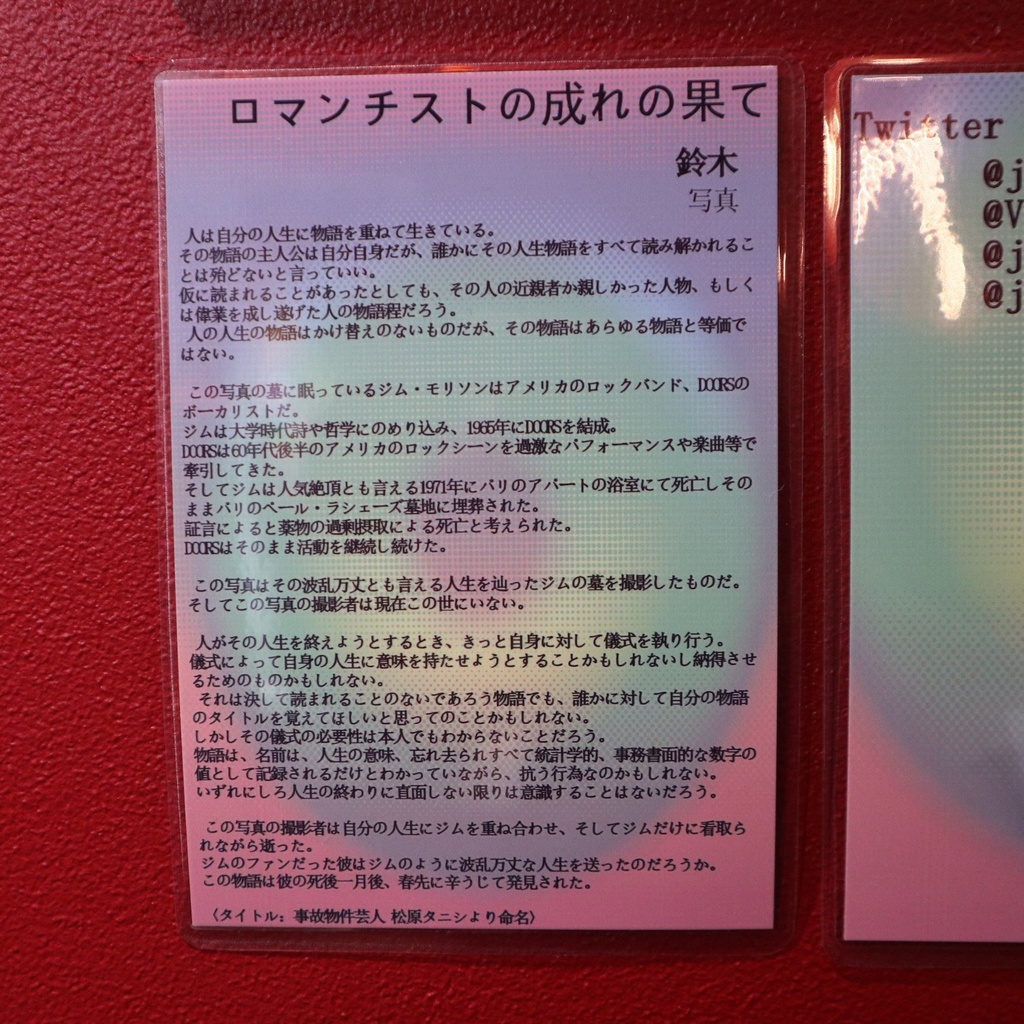 ロマンチストの成れの果て
鈴木
写真
人は自分の人生に物語を重ねて生きている。
その物語の主人公は自分自身だが、誰かにその人生物語をすべて読み解かれるこ
とは殆どないと言っていい。
仮に読まれることがあったとしても、その人の近親者か親しかった人物、もしく
は偉業を成し遂げた人の物語程だろう。
人の人生の物語はかけ替えのないものだが、その物語はあらゆる物語と等価で
はない。
この写真の墓に眠っているジム・モリソンはアメリカのロックバンド、DOORSの
ボーカリストだ。
ジムは大学時代詩や哲学にのめり込み、1965年にDOORSを結成。
DOORSは60年代後半のアメリカのロックシーンを過激なパフォーマンスや楽曲等で
牽引してきた。
そしてジムは人気絶頂とも言える1971年にパリのアパートの浴室にて死亡しその
ままパリのペール・ラシェーズ墓地に埋葬された。
証言によると薬物の過剰摂取による死亡と考えられた。
DOORSはそのまま活動を継続し続けた。
この写真はその波乱万丈とも言える人生を辿ったジムの墓を撮影したものだ。
そしてこの写真の撮影者は現在この世にいない。
人がその人生を終えようとするとき、きっと自身に対して儀式を執り行う。
儀式によって自身の人生に意味を持たせようとすることかもしれないし納得させ
るためのものかもしれない。
それは決して読まれることのないであろう物語でも、誰かに対して自分の物語
のタイトルを覚えてほしいと思ってのことかもしれない。
しかしその儀式の必要性は本人でもわからないことだろう。
物語は、名前は、人生の意味、忘れ去られすべて統計学的、事務書面的な数字の
値として記録されるだけとわかっていながら、抗う行為なのかもしれない。
いずれにしろ人生の終わりに直面しない限りは意識することはないだろう。
この写真の撮影者は自分の人生にジムを重ね合わせ、そしてジムだけに看取ら
れながら逝った。
ジムのファンだった彼はジムのように波乱万丈な人生を送ったのだろうか。
この物語は彼の死後一月後、春先に辛うじて発見された。
〈タイトル：事故物件芸人 松原タニシより命名〉
Twitter
@j
@V
@j
@j